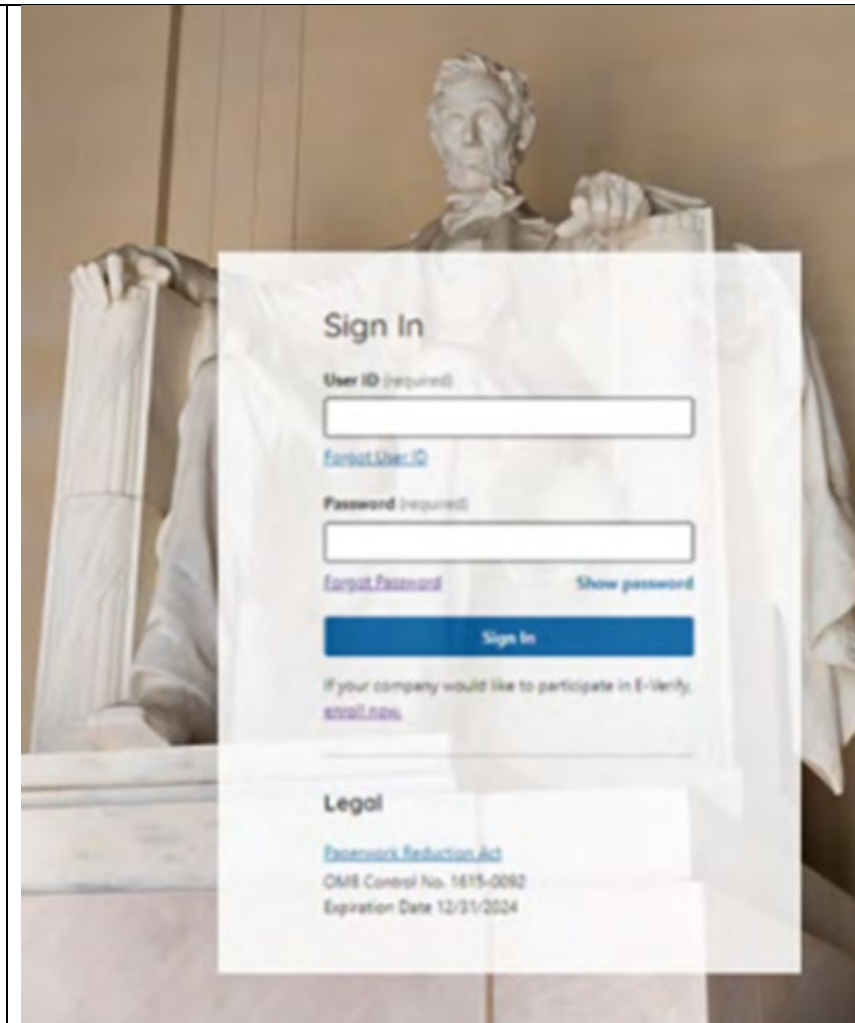 Sign In
User ID (required)
Forgot User ID
Password (required)
Forgot Password Show password
Sign In
If your company would like to participate in E-Verify,
enroll now.
Legal
Paperwork Reduction Act
OMB Control No. 1615-0092
Expiration Date 12/31/2024